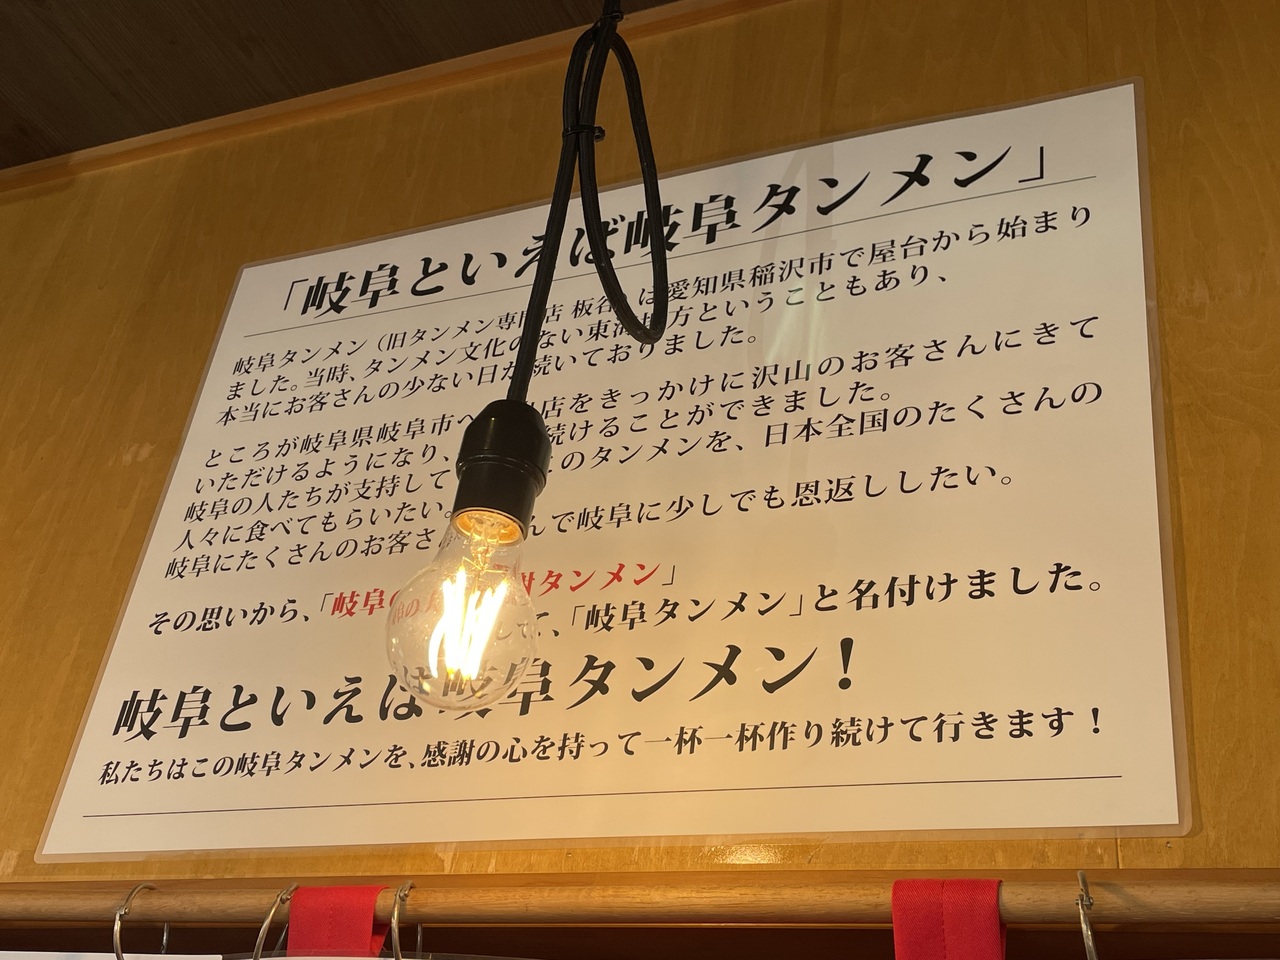 「岐阜といえば岐阜タンメン」
岐阜タンメン（旧タンメン専門店 板谷）は愛知県稲沢市で屋台から始まり
ました。当時、タンメン文化のない東海地方ということもあり、
本当にお客さんの少ない日が続いておりました。
ところが岐阜県岐阜市へ 店をきっかけに沢山のお客さんにきて
いただけるようになり、 続けることができました。
岐阜の人たちが支持して のタンメンを、日本全国のたくさんの
人々に食べてもらいたい。
岐阜にたくさんのお客さ んで岐阜に少しでも恩返ししたい。
その思いから、「岐阜の タンメン」
して、「岐阜タンメン」と名付けました。
岐阜といえば岐阜タンメン！
私たちはこの岐阜タンメンを、感謝の心を持って一杯一杯作り続けて行きます！